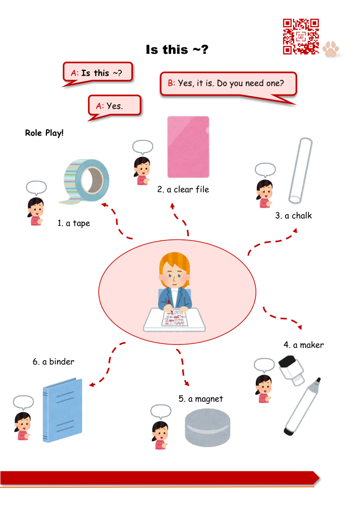 Is this ~?
A: Is this ~?
B: Yes, it is. Do you need one?
A: Yes.
Role Play!
1. a tape
2. a clear file
3. a chalk
4. a maker
5. a magnet
6. a binder